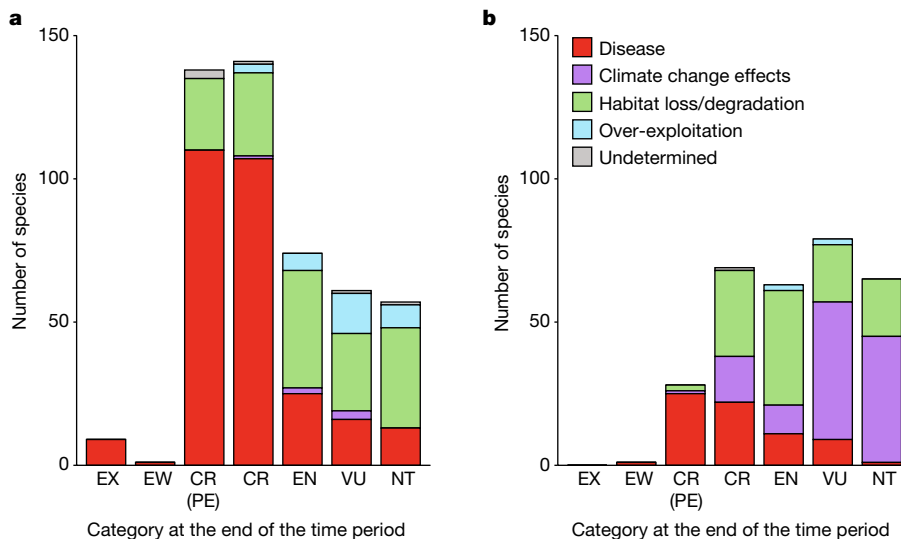 a
150
100
50
0
Number of species
EX EW CR (PE) CR EN VU NT
Category at the end of the time period
b
150
100
50
0
Number of species
Disease
Climate change effects
Habitat loss/degradation
Over-exploitation
Undetermined
EX EW CR (PE) CR EN VU NT
Category at the end of the time period